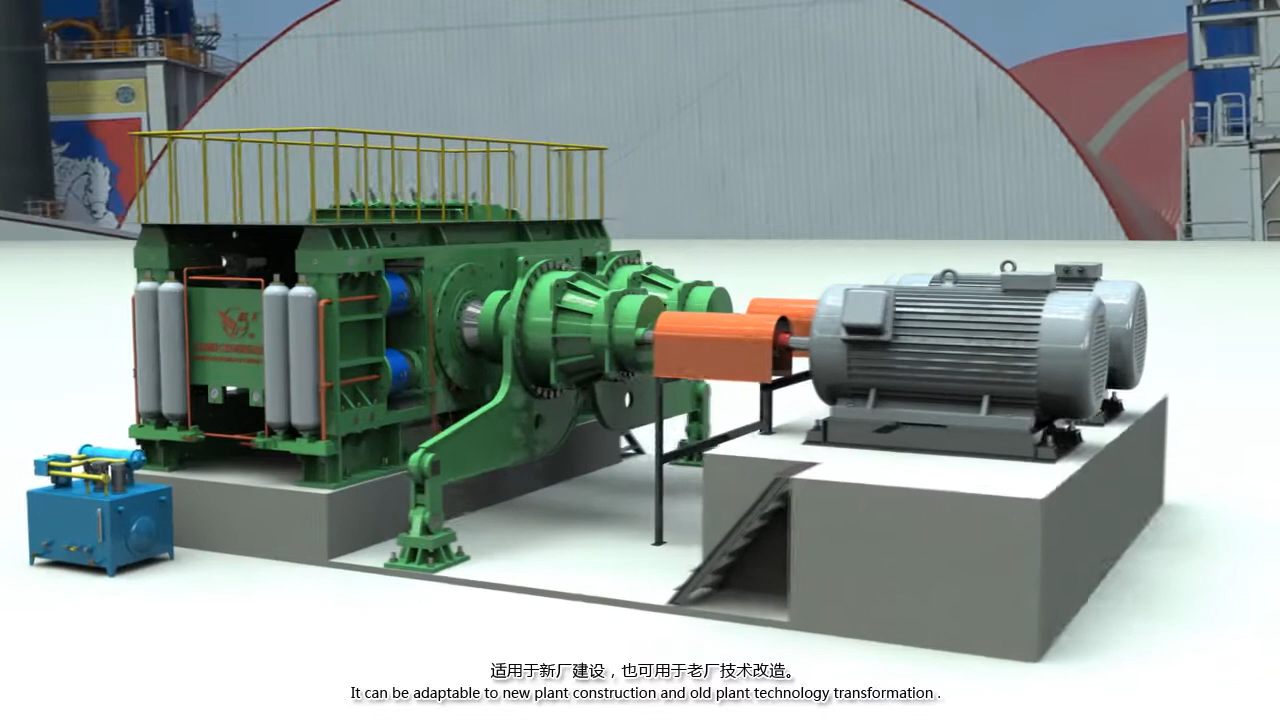 适用于新厂建设，也可用于老厂技术改造。
It can be adaptable to new plant construction and old plant technology transformation .